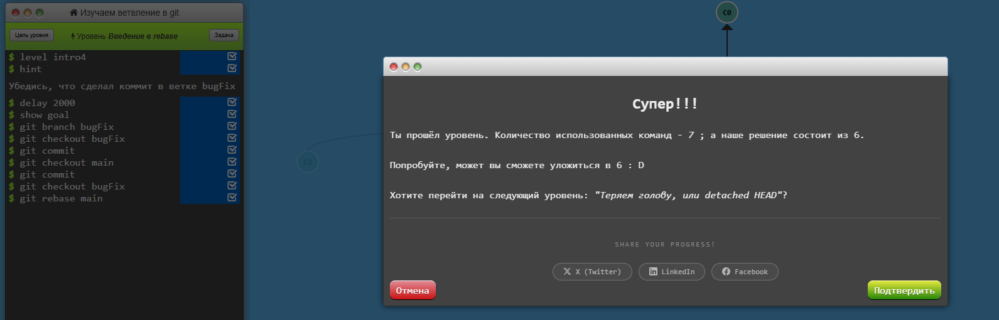 Изучаем ветвление в git
Цель уровня
Уровень Введение в rebase
Задача
$ level intro4
$ hint
Убедись, что сделал коммит в ветке bugFix
$ delay 2000
$ show goal
$ git branch bugFix
$ git checkout bugFix
$ git commit
$ git checkout main
$ git commit
$ git checkout bugFix
$ git rebase main
C0
C2
Супер!!!
Ты прошёл уровень. Количество использованных команд - 7 ; а наше решение состоит из 6.
Попробуйте, может вы сможете уложиться в 6 : D
Хотите перейти на следующий уровень: "Теряем голову, или detached HEAD"?
SHARE YOUR PROGRESS!
X (Twitter)
LinkedIn
Facebook
Отмена
Подтвердить